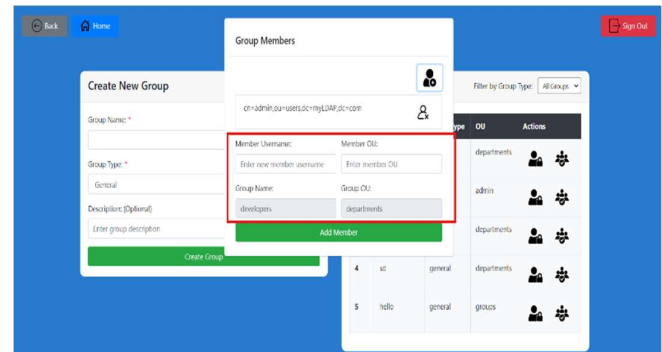 Back
Home
Sign Out
Group Members
cn=admin,ou=users,dc=myLDAP,dc=com
Member Username:
Member OU:
Enter new member username
Enter member OU
Group Name:
Group OU:
developers
departments
Add Member
Create New Group
Group Name: *
Group Type: *
General
Description: (Optional)
Enter group description
Create Group
Filter by Group Type: All Groups
OU Actions
departments
admin
departments
4 sd general departments
5 hello general groups